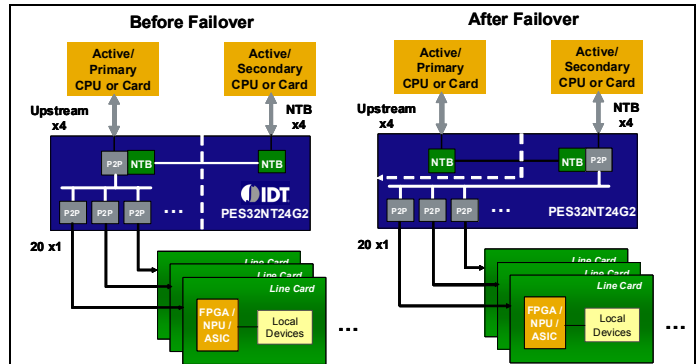 Before Failover
Active/
Primary
CPU or Card
Active/
Secondary
CPU or Card
Upstream
x4
NTB
x4
P2P
NTB
NTB
IDT
PES32NT24G2
P2P
P2P
P2P
...
20 x1
Line Card
Line Card
Line Card
FPGA /
NPU /
ASIC
Local
Devices
...
After Failover
Active/
Primary
CPU or Card
Active/
Secondary
CPU or Card
Upstream
x4
NTB
x4
NTB
NTB
P2P
P2P
P2P
P2P
...
PES32NT24G2
20 x1
Line Card
Line Card
Line Card
FPGA /
NPU /
ASIC
Local
Devices
...